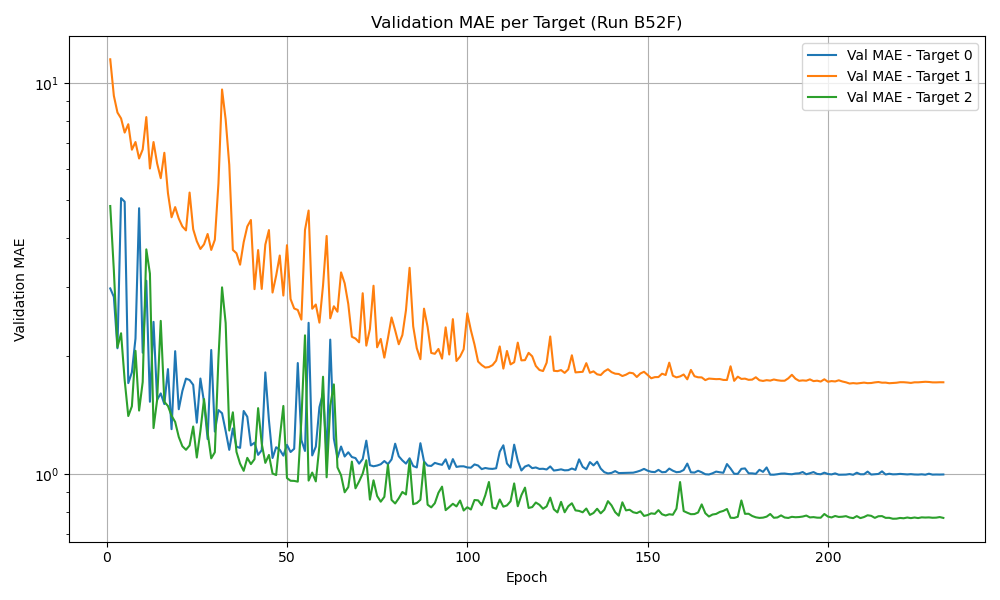 Validation MAE per Target (Run B52F)
Val MAE - Target 0
Val MAE - Target 1
Val MAE - Target 2
Validation MAE
10¹
10⁰
0 50 100 150 200
Epoch